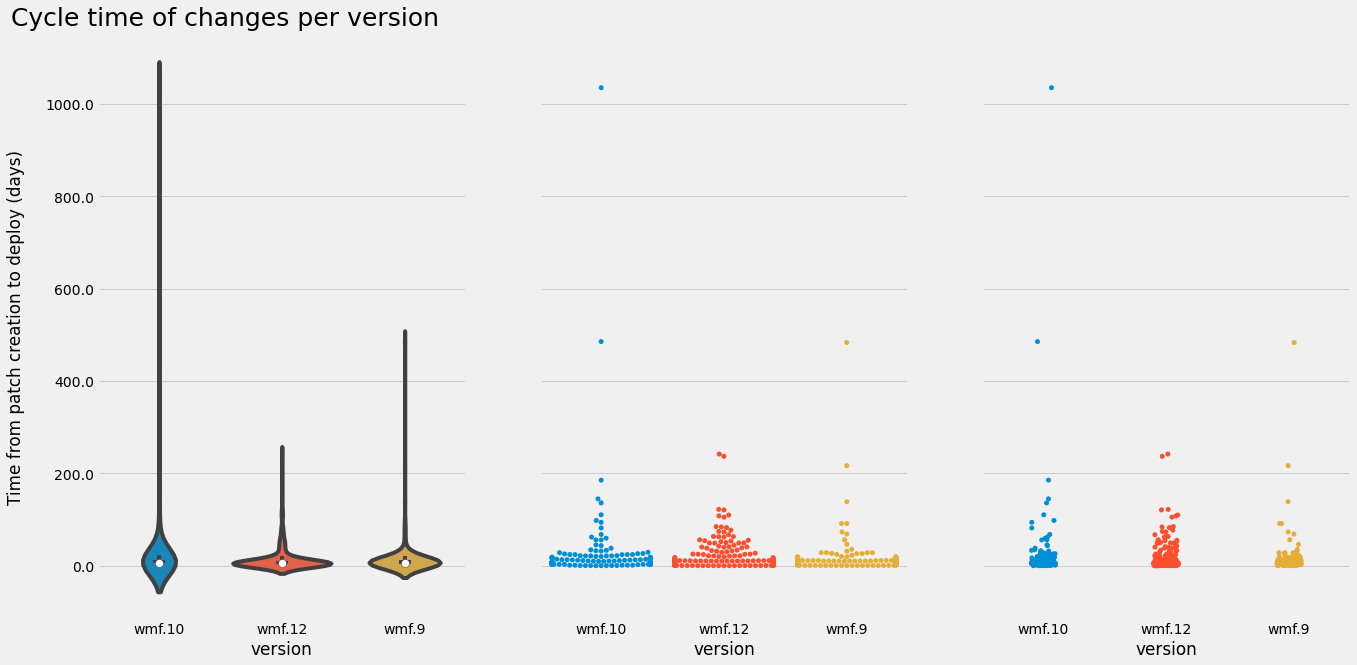 Cycle time of changes per version
Time from patch creation to deploy (days)
1000.0
800.0
600.0
400.0
200.0
0.0
wmf.10 wmf.12 wmf.9
version
wmf.10 wmf.12 wmf.9
version
wmf.10 wmf.12 wmf.9
version